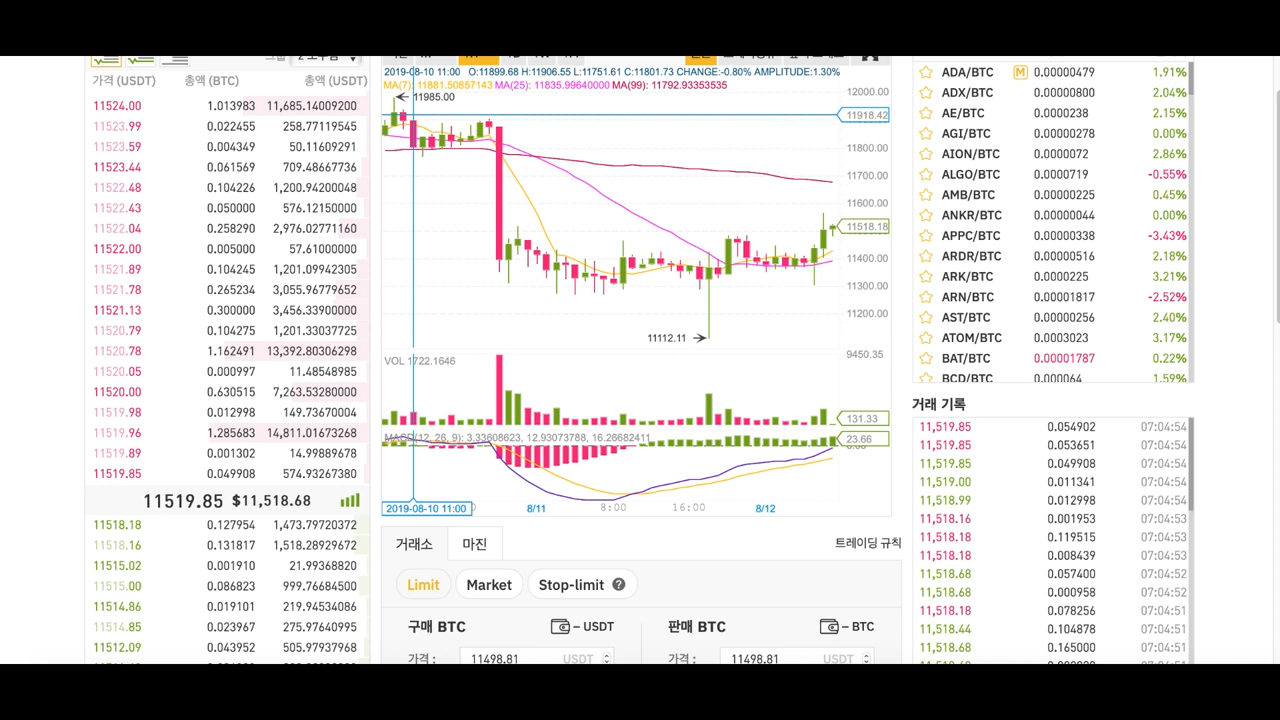 가격 (USDT) 총액 (BTC) 총액 (USDT)
11524.00 1.013983 11,685.14009200
11523.99 0.022455 258.77119545
11523.59 0.004349 50.11609291
11523.44 0.061569 709.48667736
11522.48 0.104226 1,200.94200048
11522.43 0.050000 576.12150000
11522.04 0.258290 2,976.02771160
11522.00 0.005000 57.61000000
11521.89 0.104245 1,201.09942305
11521.78 0.265234 3,055.96779652
11521.13 0.300000 3,456.33900000
11520.79 0.104275 1,201.33037725
11520.78 1.162491 13,392.80306298
11520.05 0.000997 11.48548985
11520.00 0.630515 7,263.53280000
11519.98 0.012998 149.73670004
11519.96 1.285683 14,811.01673268
11519.89 0.001302 14.99889678
11519.85 0.049908 574.93267380
11519.85 $11,518.68
11518.18 0.127954 1,473.79720372
11518.16 0.131817 1,518.28929672
11515.02 0.001910 21.99368820
11515.00 0.086823 999.76684500
11514.86 0.019101 219.94534086
11514.85 0.023967 275.97640995
11512.09 0.043952 505.97937968
2019-08-10 11:00 O:11899.68 H:11906.55 L:11751.61 C:11801.73 CHANGE:-0.80% AMPLITUDE:1.30%
MA(7): 11881.50857143 MA(25): 11835.99640000 MA(99): 11792.93353535
11985.00
12000.00
11918.42
11800.00
11700.00
11600.00
11518.18
11400.00
11300.00
11200.00
11112.11
VOL 1722.1646
9450.35
131.33
MACD(12, 26, 9): 3.33608623, 12.93073788, 16.26682411
23.66
2019-08-10 11:00 8/11 8:00 16:00 8/12
거래소 마진 트레이딩 규칙
Limit Market Stop-limit ?
구매 BTC – USDT 판매 BTC – BTC
가격 : 11498.81 USDT 가격 : 11498.81 USDT
ADA/BTC M 0.00000479 1.91%
ADX/BTC 0.00000800 2.04%
AE/BTC 0.0000238 2.15%
AGI/BTC 0.00000278 0.00%
AION/BTC 0.0000072 2.86%
ALGO/BTC 0.0000719 -0.55%
AMB/BTC 0.00000225 0.45%
ANKR/BTC 0.00000044 0.00%
APPC/BTC 0.00000338 -3.43%
ARDR/BTC 0.00000516 2.18%
ARK/BTC 0.0000225 3.21%
ARN/BTC 0.00001817 -2.52%
AST/BTC 0.00000256 2.40%
ATOM/BTC 0.0003023 3.17%
BAT/BTC 0.00001787 0.22%
BCD/BTC 0.000064 1.59%
거래 기록
11,519.85 0.054902 07:04:54
11,519.85 0.053651 07:04:54
11,519.85 0.049908 07:04:54
11,519.00 0.011341 07:04:54
11,518.99 0.012998 07:04:54
11,518.16 0.001953 07:04:53
11,518.18 0.119515 07:04:53
11,518.18 0.008439 07:04:53
11,518.68 0.057400 07:04:52
11,518.68 0.000958 07:04:52
11,518.18 0.078256 07:04:51
11,518.44 0.104878 07:04:51
11,518.68 0.165000 07:04:51